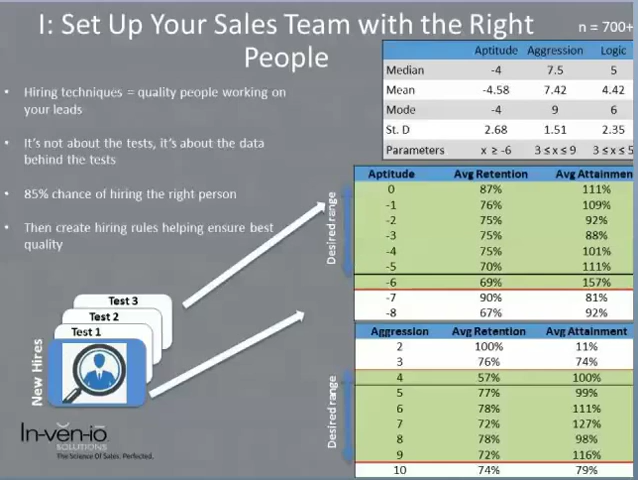 I: Set Up Your Sales Team with the Right
People
n = 700+
• Hiring techniques = quality people working on
your leads
• It's not about the tests, it's about the data
behind the tests
• 85% chance of hiring the right person
• Then create hiring rules helping ensure best
quality
Aptitude Aggression Logic
Median -4 7.5 5
Mean -4.58 7.42 4.42
Mode -4 9 6
St. D 2.68 1.51 2.35
Parameters x ≥ -6 3 ≤ x ≤ 9 3 ≤ x ≤ 5
Desired range
Aptitude Avg Retention Avg Attainmen
0 87% 111%
-1 76% 109%
-2 75% 92%
-3 75% 88%
-4 75% 101%
-5 70% 111%
-6 69% 157%
-7 90% 81%
-8 67% 92%
Desired range
Aggression Avg Retention Avg Attainment
2 100% 11%
3 76% 74%
4 57% 100%
5 77% 99%
6 78% 111%
7 72% 127%
8 78% 98%
9 72% 116%
10 74% 79%
New Hires
Test 3
Test 2
Test 1
In-ven-io
SOLUTIONS
The Science Of Sales. Perfected.